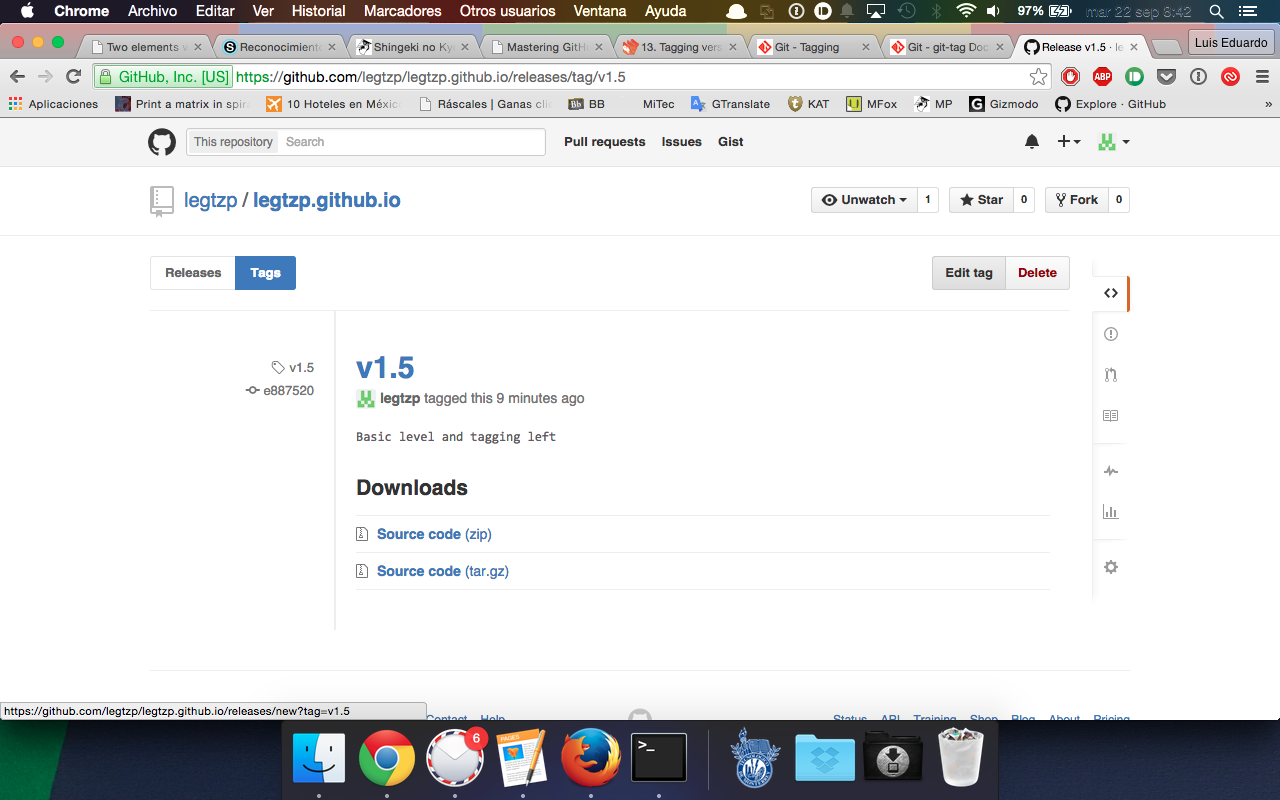 Chrome Archivo Editar Ver Historial Marcadores Otros usuarios Ventana Ayuda 97% mar 22 sep 8:42
Two elements Reconocimiento Shingeki no Mastering GitH 13. Tagging vers Git - Tagging Git - git-tag Doc Release v1.5 · le Luis Eduardo
GitHub, Inc. [US] https://github.com/legtzp/legtzp.github.io/releases/tag/v1.5 ABP
Aplicaciones Print a matrix in spir 10 Hoteles en Méxic Ráscales | Ganas cli Bb BB MiTec GTranslate KAT MFox MP Gizmodo Explore · GitHub »
This repository Search Pull requests Issues Gist
legtzp / legtzp.github.io Unwatch 1 Star 0 Fork 0
Releases Tags Edit tag Delete
v1.5
v1.5
e887520
legtzp tagged this 9 minutes ago
Basic level and tagging left
Downloads
Source code (zip)
Source code (tar.gz)
https://github.com/legtzp/legtzp.github.io/releases/new?tag=v1.5
Contact Help Status API Training Shop Blog About Pricing
6
PAGES
>_